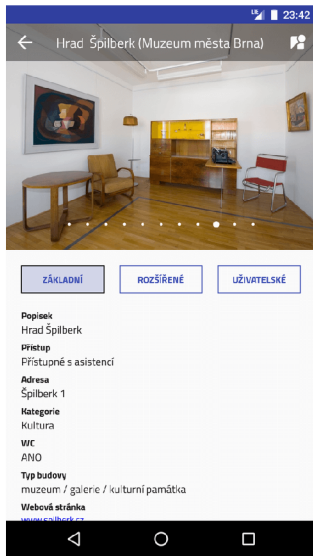 23:42
Hrad Špilberk (Muzeum města Brna)
ZÁKLADNÍ
ROZŠÍŘENÉ
UŽIVATELSKÉ
Popisek
Hrad Špilberk
Přístup
Přístupné s asistencí
Adresa
Špilberk 1
Kategorie
Kultura
WC
ANO
Typ budovy
muzeum / galerie / kulturní památka
Webová stránka
www.spilberk.cz